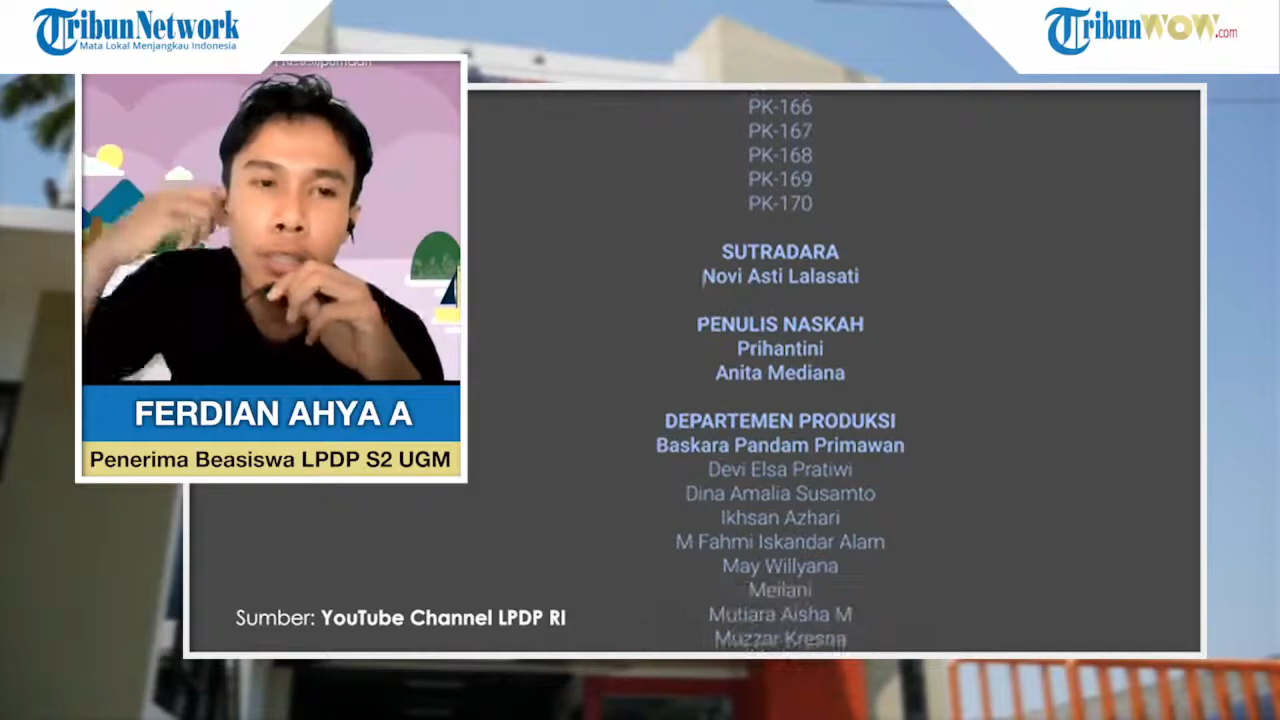 TribunNetwork
Mata Lokal Menjangkau Indonesia
TribunWOW.com
FERDIAN AHYA A
Penerima Beasiswa LPDP S2 UGM
PK-166
PK-167
PK-168
PK-169
PK-170
SUTRADARA
Novi Asti Lalasati
PENULIS NASKAH
Prihantini
Anita Mediana
DEPARTEMEN PRODUKSI
Baskara Pandam Primawan
Devi Elsa Pratiwi
Dina Amalia Susamto
Ikhsan Azhari
M Fahmi Iskandar Alam
May Willyana
Meilani
Mutiara Aisha M
Muzzar Kresna
Sumber: YouTube Channel LPDP RI